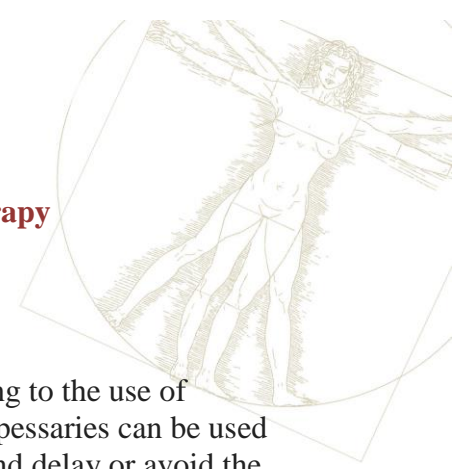 rapy
ng to the use of
pessaries can be used
nd delay or avoid the